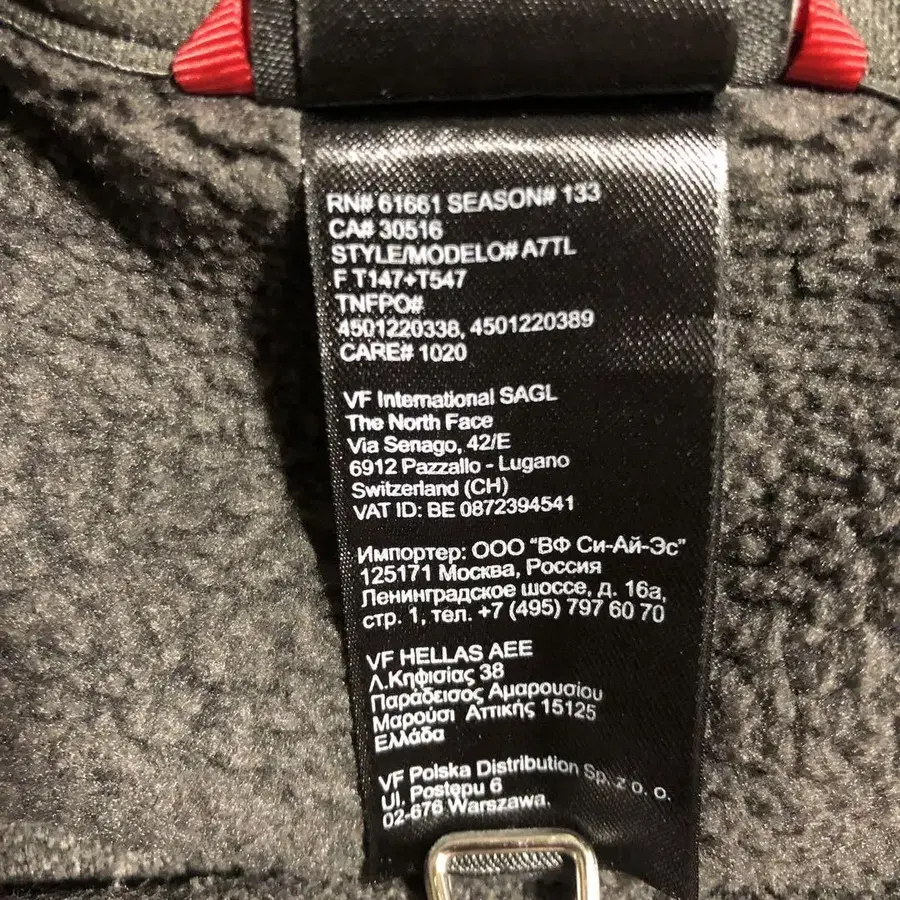 RN# 61661 SEASON# 133
CA# 30516
STYLE/MODELO# A7TL
F T147+T547
TNFPO#
4501220338, 4501220389
CARE# 1020
VF International SAGL
The North Face
Via Senago, 42/E
6912 Pazzallo - Lugano
Switzerland (CH)
VAT ID: BE 0872394541
Импортер: ООО "ВФ Си-Ай-Эс"
125171 Москва, Россия
Ленинградское шоссе, д. 16а,
стр. 1, тел. +7 (495) 797 60 70
VF HELLAS AEE
Λ.Κηφισίας 38
Παράδεισος Αμαρουσίου
Μαρούσι Αττικής 15125
Ελλάδα
VF Polska Distribution Sp. z o. o.
Ul. Postępu 6
02-676 Warszawa.